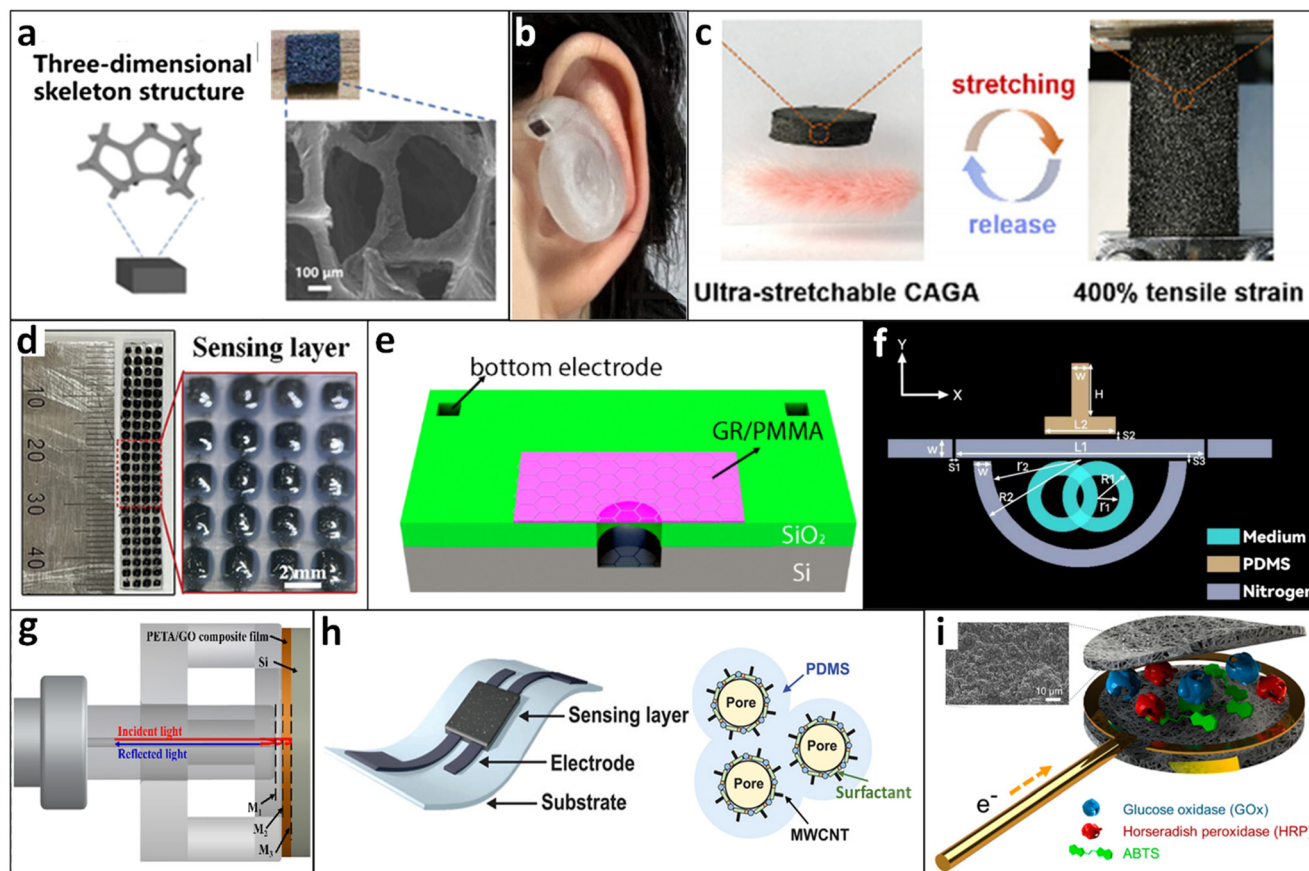 a
Three-dimensional
skeleton structure
100 μm
b
c
stretching
release
Ultra-stretchable CAGA
400% tensile strain
d
Sensing layer
10
20
30
40
2 mm
e
bottom electrode
GR/PMMA
SiO₂
Si
f
Y
X
W
H
L2
S2
W
L1
S1
S3
W
r2
R2
R1
r1
Medium
PDMS
Nitrogen
g
PETA/GO composite film
Si
Incident light
Reflected light
M₁
M₂
M₃
h
Sensing layer
Electrode
Substrate
PDMS
Pore
Pore
Pore
Surfactant
MWCNT
i
10 μm
e⁻
Glucose oxidase (GOx)
Horseradish peroxidase (HRP)
ABTS